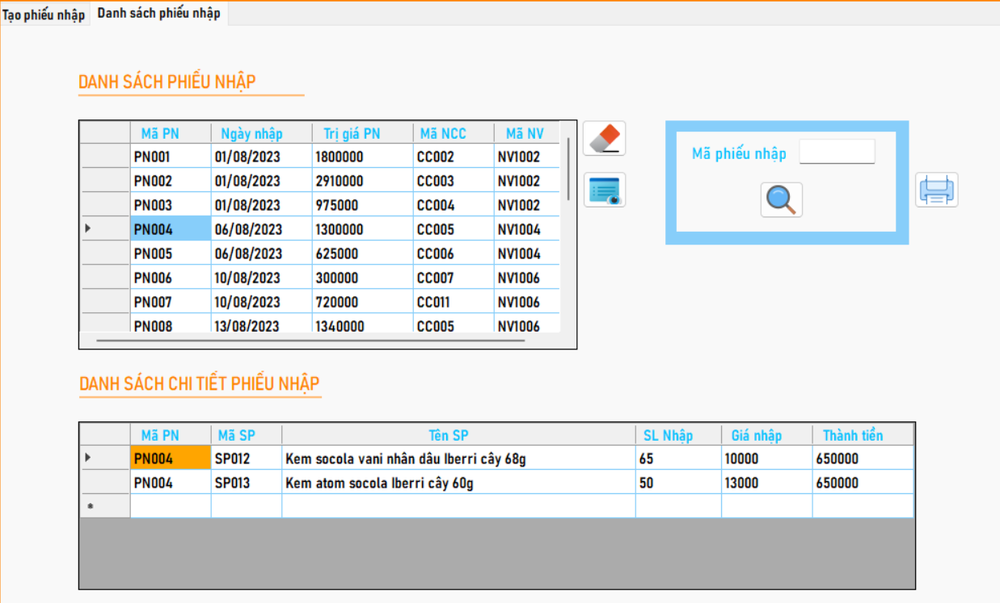 Tạo phiếu nhập Danh sách phiếu nhập
DANH SÁCH PHIẾU NHẬP
Mã PN Ngày nhập Trị giá PN Mã NCC Mã NV
PN001 01/08/2023 1800000 CC002 NV1002
PN002 01/08/2023 2910000 CC003 NV1002
PN003 01/08/2023 975000 CC004 NV1002
PN004 06/08/2023 1300000 CC005 NV1004
PN005 06/08/2023 625000 CC006 NV1004
PN006 10/08/2023 300000 CC007 NV1006
PN007 10/08/2023 720000 CC011 NV1006
PN008 13/08/2023 1340000 CC005 NV1006
Mã phiếu nhập
DANH SÁCH CHI TIẾT PHIẾU NHẬP
Mã PN Mã SP Tên SP SL Nhập Giá nhập Thành tiền
PN004 SP012 Kem socola vani nhân dâu Iberri cây 68g 65 10000 650000
PN004 SP013 Kem atom socola Iberri cây 60g 50 13000 650000